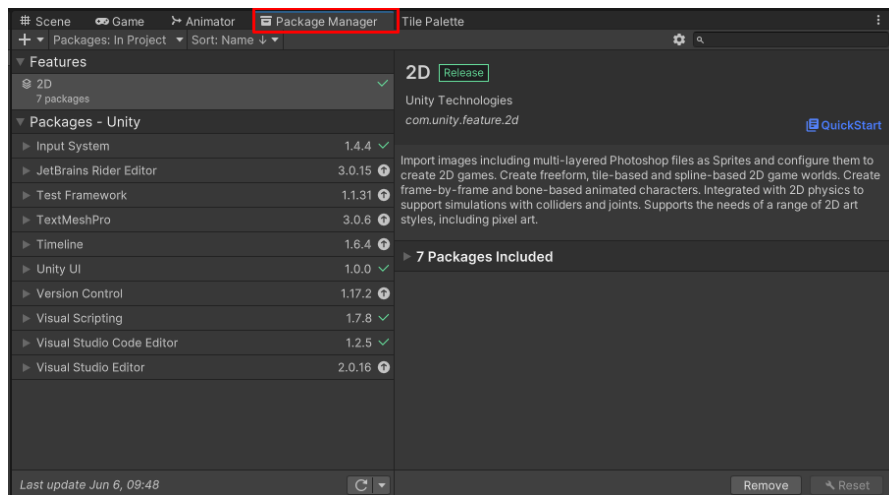 Scene Game Animator Package Manager Tile Palette
Packages: In Project Sort: Name ↓
Features
2D
7 packages
Packages - Unity
Input System 1.4.4
JetBrains Rider Editor 3.0.15
Test Framework 1.1.31
TextMeshPro 3.0.6
Timeline 1.6.4
Unity UI 1.0.0
Version Control 1.17.2
Visual Scripting 1.7.8
Visual Studio Code Editor 1.2.5
Visual Studio Editor 2.0.16
Last update Jun 6, 09:48
2D Release
Unity Technologies
com.unity.feature.2d
QuickStart
Import images including multi-layered Photoshop files as Sprites and configure them to
create 2D games. Create freeform, tile-based and spline-based 2D game worlds. Create
frame-by-frame and bone-based animated characters. Integrated with 2D physics to
support simulations with colliders and joints. Supports the needs of a range of 2D art
styles, including pixel art.
7 Packages Included
Remove Reset